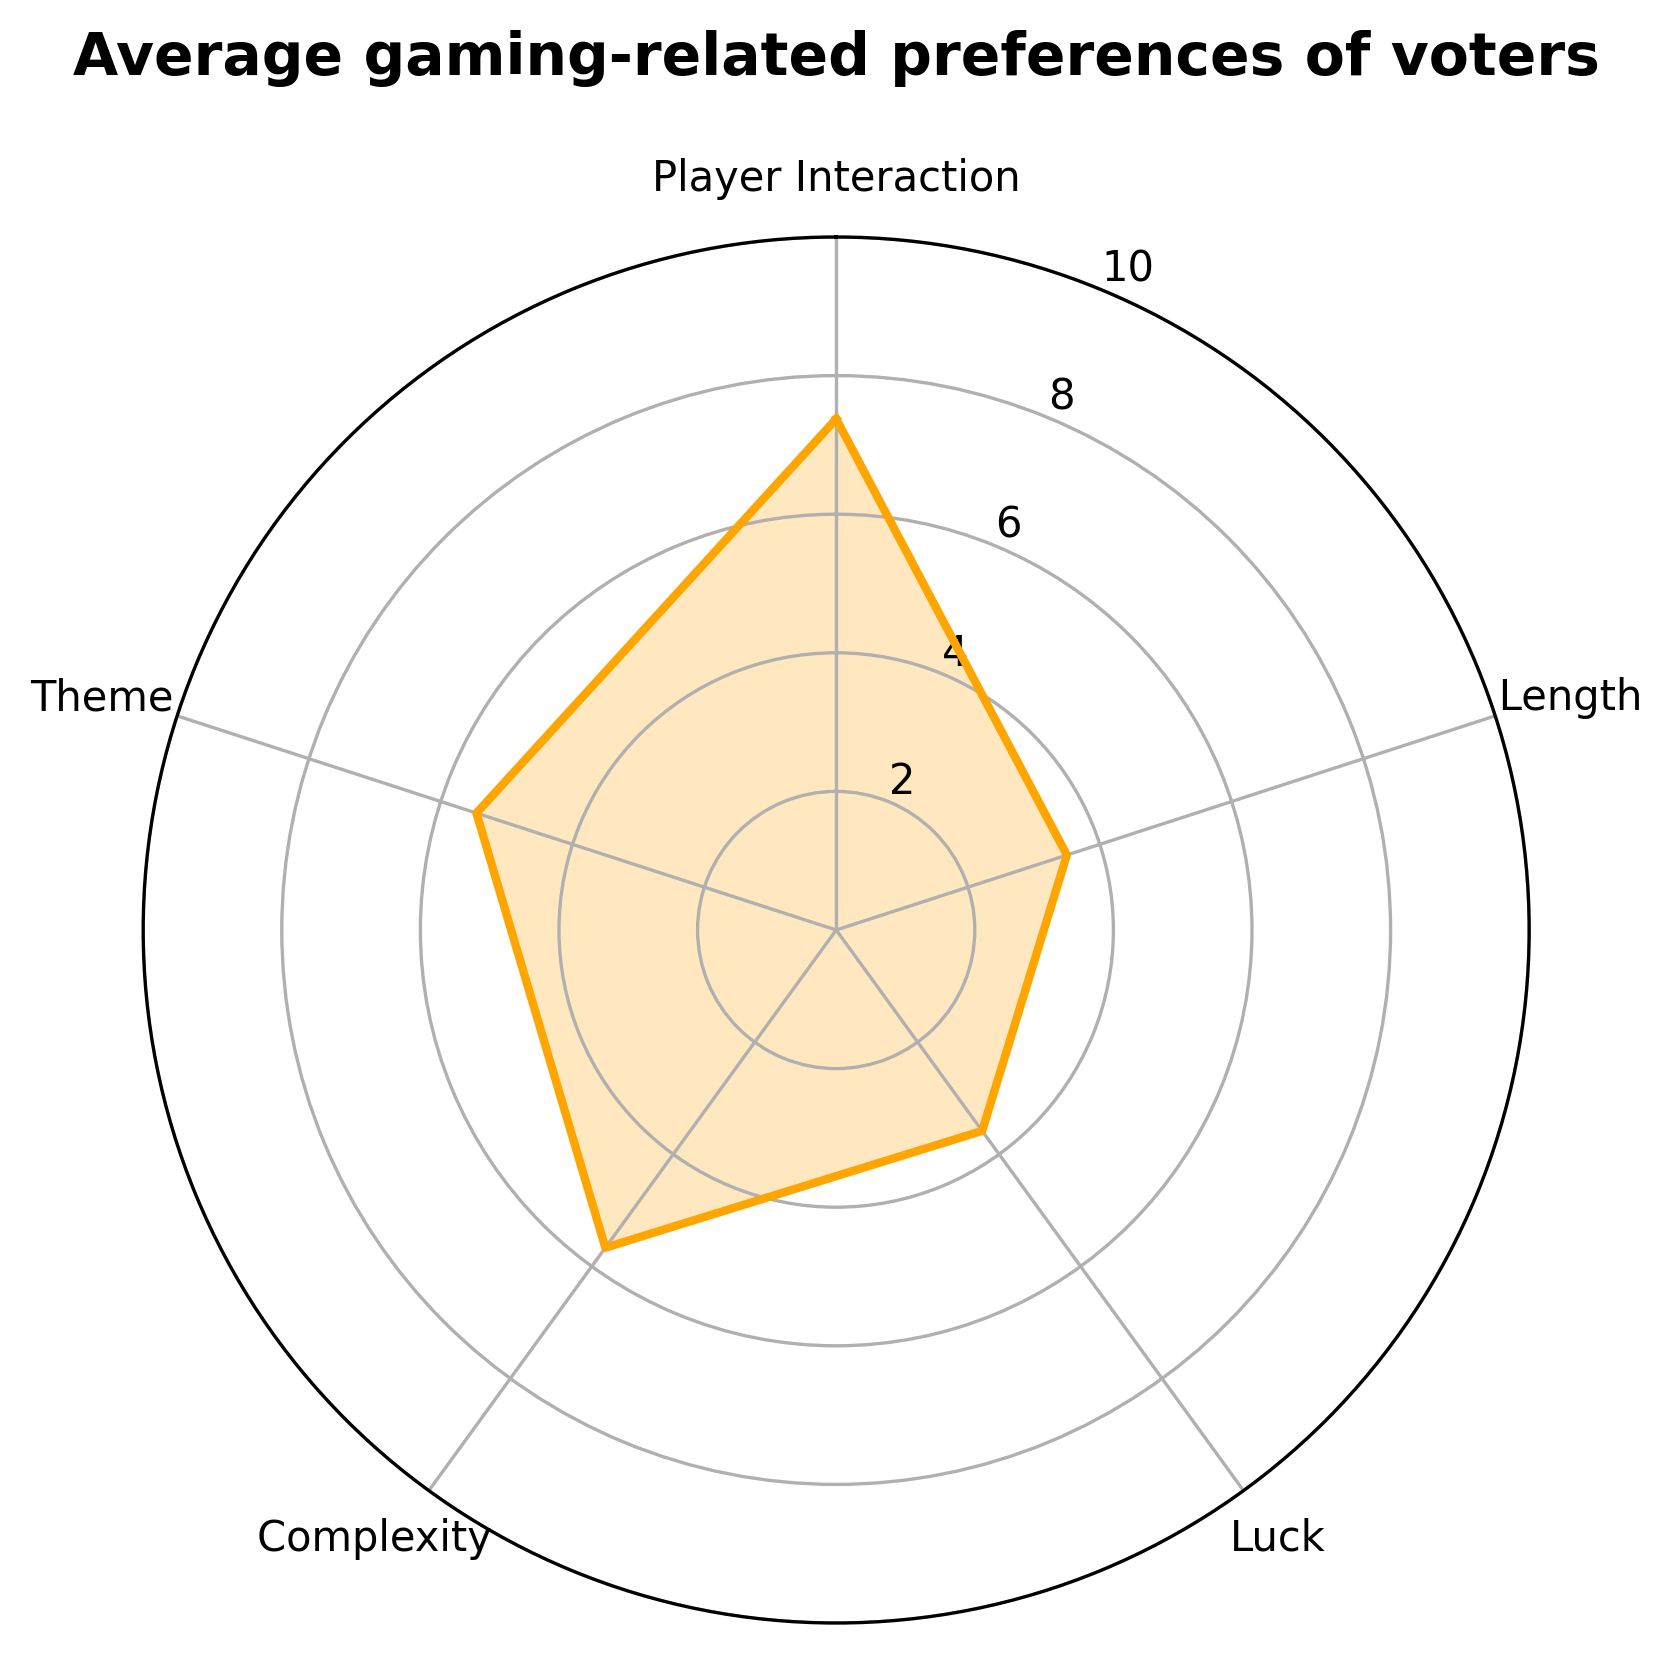 Average gaming-related preferences of voters
Player Interaction
10
8
6
4
2
Theme
Length
Complexity
Luck